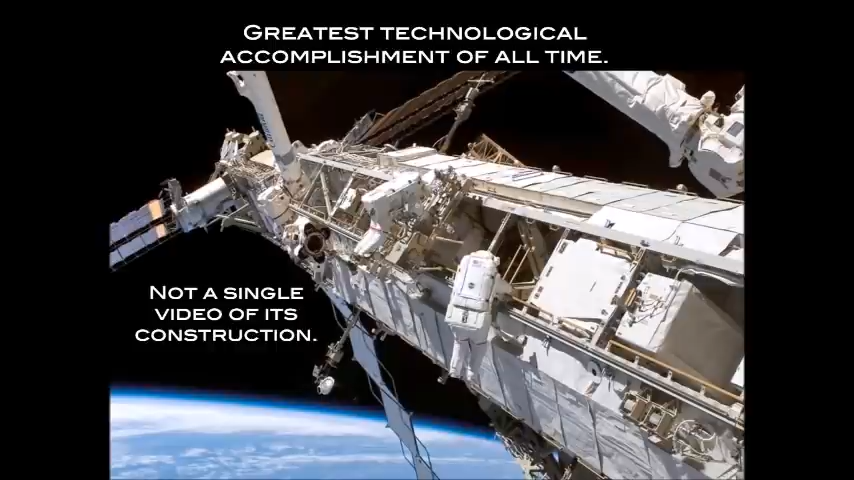 Greatest technological
accomplishment of all time.
Not a single
video of its
construction.